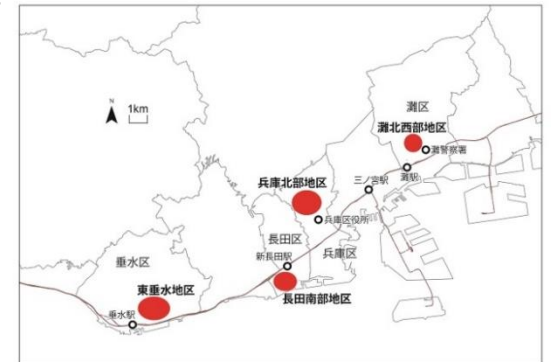 N
1km
灘区
灘北西部地区
灘警察署
灘駅
三ノ宮駅
兵庫北部地区
兵庫区役所
長田区
新長田駅
兵庫区
長田南部地区
垂水区
東垂水地区
垂水駅